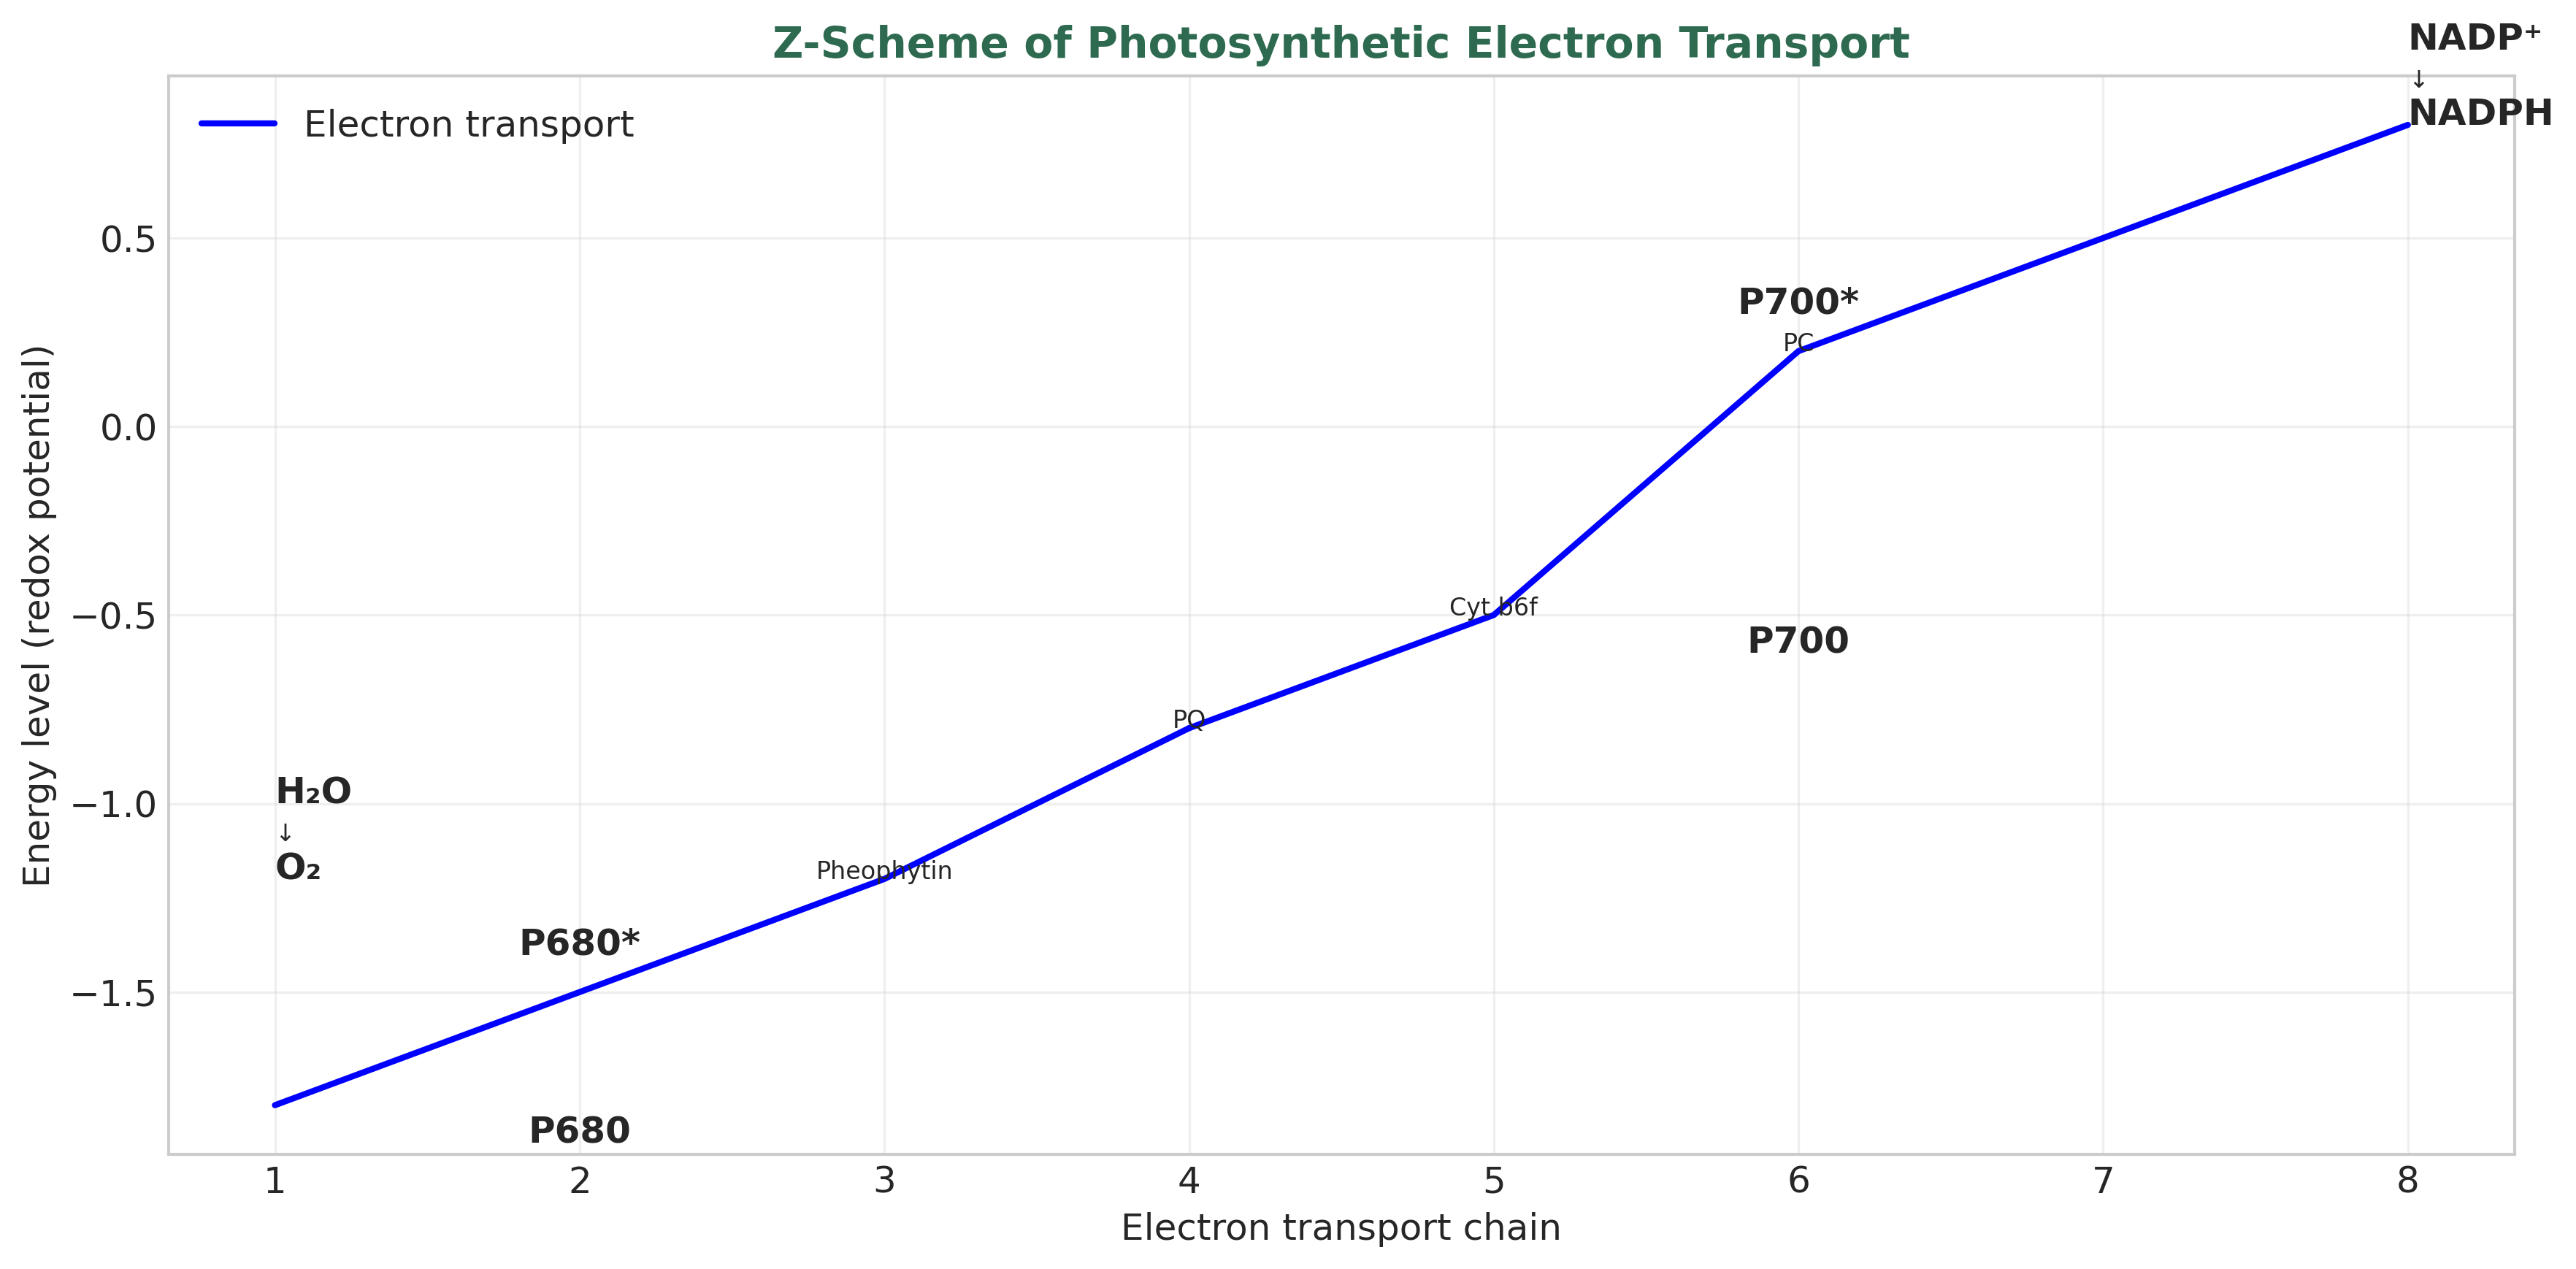 Z-Scheme of Photosynthetic Electron Transport
NADP⁺
↓
NADPH
Electron transport
0.5
0.0
−0.5
−1.0
−1.5
Energy level (redox potential)
P700*
PC
Cyt b6f
P700
PQ
H₂O
↓
O₂
Pheophytin
P680*
P680
1 2 3 4 5 6 7 8
Electron transport chain